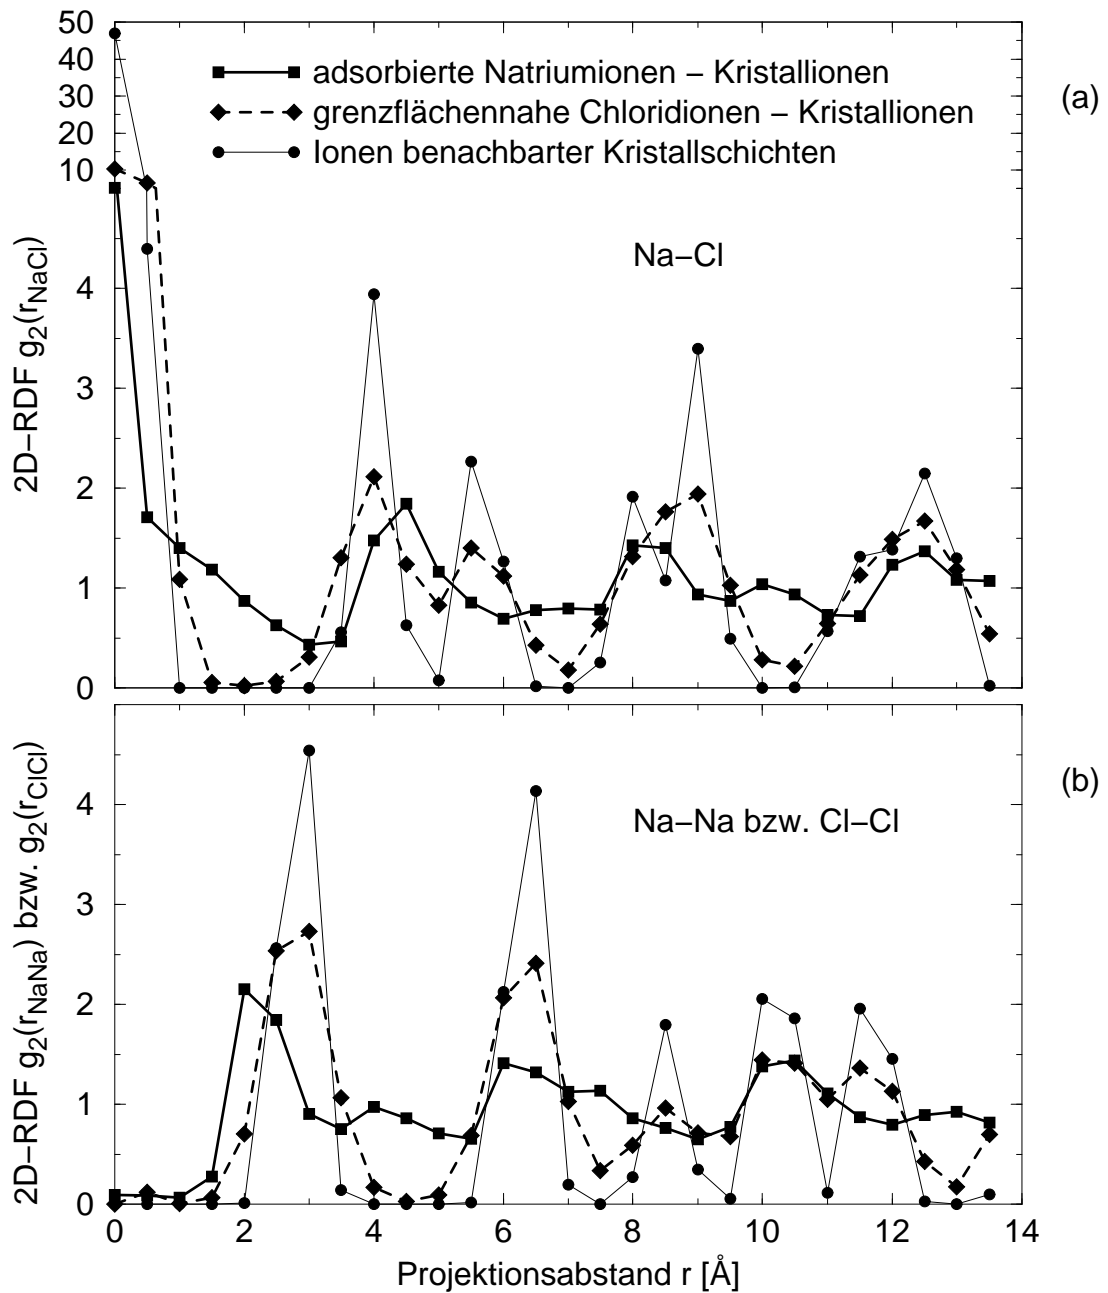 50
40
30
20
10
4
3
2
1
0
adsorbierte Natriumionen – Kristallionen
grenzflächennahe Chloridionen – Kristallionen
Ionen benachbarter Kristallschichten
(a)
Na–Cl
2D–RDF g2(rNaCl)
4
3
2
1
0
(b)
Na–Na bzw. Cl–Cl
2D–RDF g2(rNaNa) bzw. g2(rClCl)
0 2 4 6 8 10 12 14
Projektionsabstand r [Å]